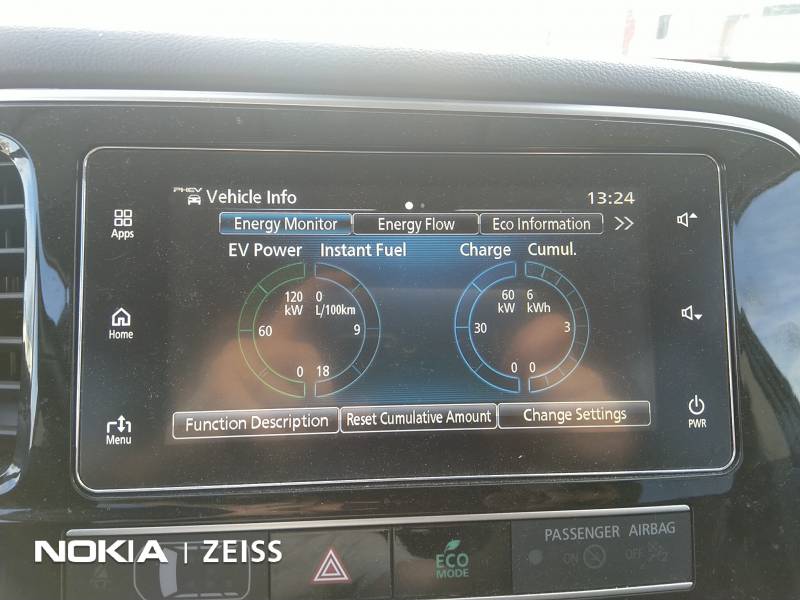 PHEV Vehicle Info 13:24
Apps
Energy Monitor Energy Flow Eco Information >>
EV Power Instant Fuel Charge Cumul.
120 0 60 6
kW L/100km kW kWh
60 9 30 3
0 18 0 0
Home
Function Description Reset Cumulative Amount Change Settings
Menu
PWR
PASSENGER AIRBAG
ON OFF 2
ECO
MODE
NOKIA | ZEISS